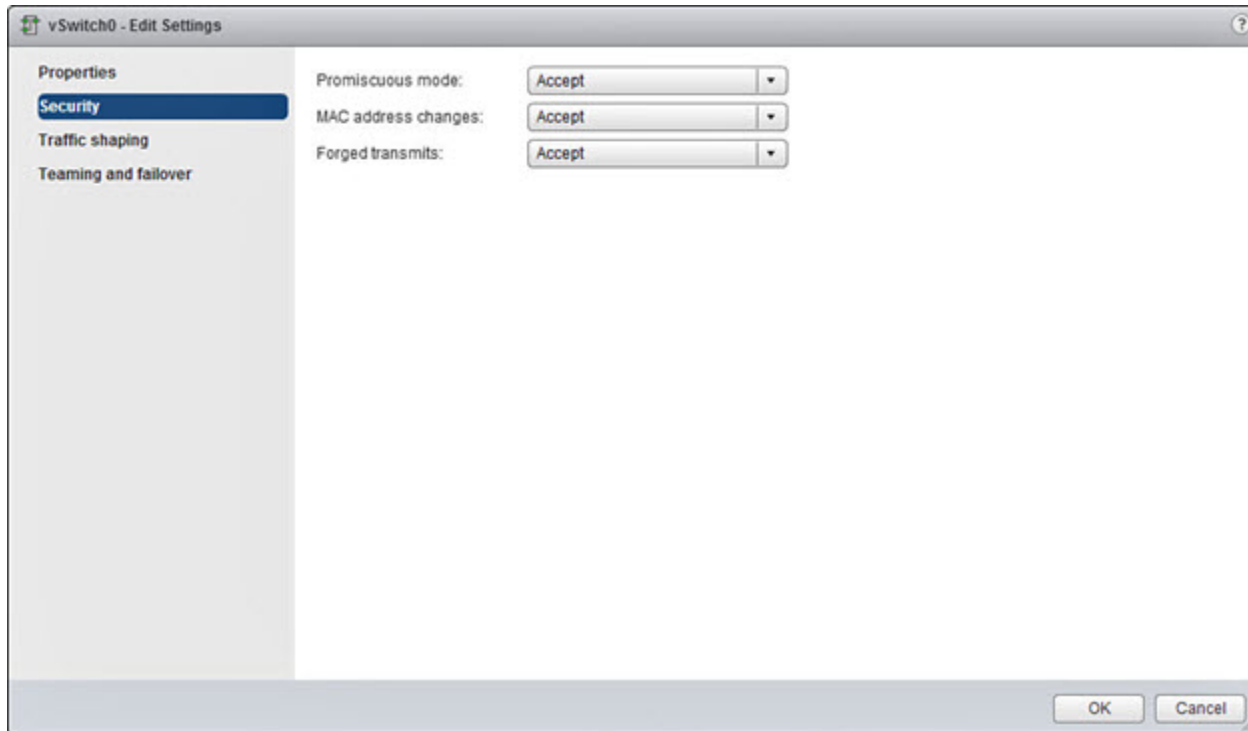 vSwitch0 - Edit Settings
?
Properties
Security
Traffic shaping
Teaming and failover
Promiscuous mode: Accept
MAC address changes: Accept
Forged transmits: Accept
OK Cancel